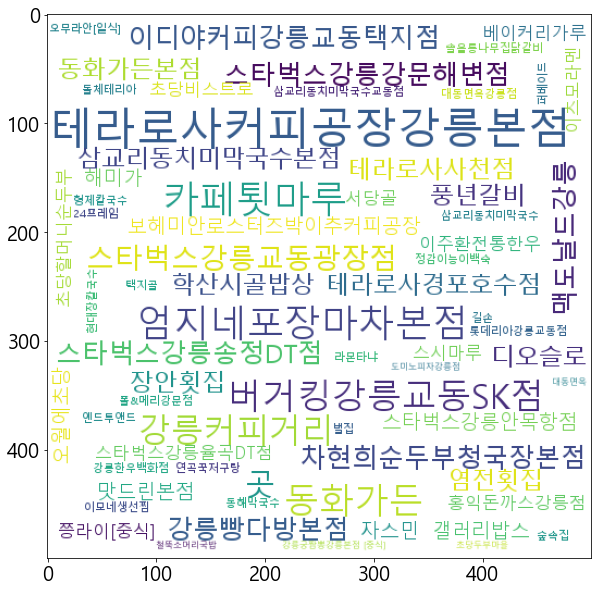 0
오무라안[일식]
이디야커피강릉교동택지점
베이커리가루
솔올통나무집닭갈비
동화가든본점
스타벅스강릉강문해변점
이즈모라멘
돌체테리아
초당비스트로
삼교리동치미막국수교동점
대동면옥강릉점
100
테라로사커피공장강릉본점
삼교리동치미막국수본점
테라로사사천점
초당할머니순두부
해미가
형제칼국수
카페툇마루
서당골
풍년갈비
맥도날드강릉
24프레임
삼교리동치미막국수
200
보헤미안로스터즈박이추커피공장
스타벅스강릉교동광장점
이주환전통한우
정감이능이백숙
현대장칼국수
택지골
학산시골밥상
테라로사경포호수점
엄지네포장마차본점
길손
롯데리아강릉교동점
300
스타벅스강릉송정DT점
라몬타냐
스시마루
디오슬로
도미노피자강릉점
오월에초당
장안횟집
버거킹강릉교동SK점
대동면옥
폴&메리강문점
엔드투앤드
강릉커피거리
벌집
스타벅스강릉안목항점
400
스타벅스강릉율곡DT점
차현희순두부청국장본점
강릉한우백화점
연곡꾹저구탕
맛드린본점
곳
염전횟집
동해막국수
동화가든
홍익돈까스강릉점
이모네생선찜
쯩라이[중식]
강릉빵다방본점
자스민
갤러리밥스
숲속집
철뚝소머리국밥
초당두부마을
0 100 200 300 400